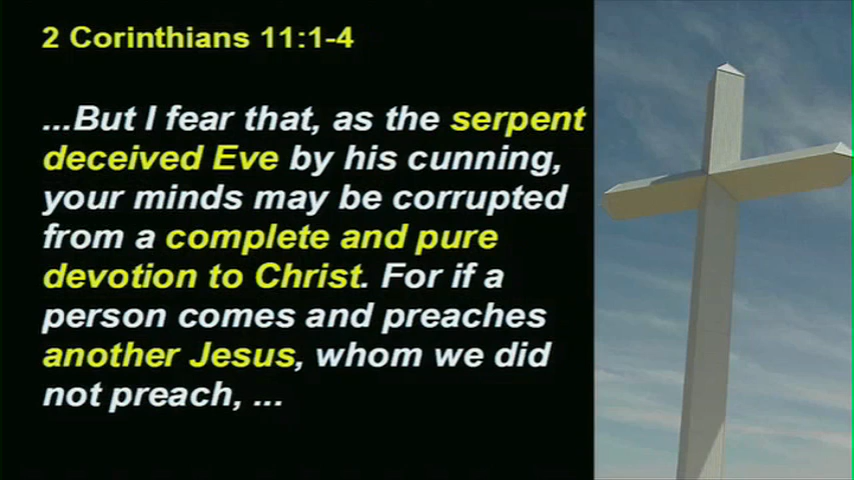 2 Corinthians 11:1-4
...But I fear that, as the serpent
deceived Eve by his cunning,
your minds may be corrupted
from a complete and pure
devotion to Christ. For if a
person comes and preaches
another Jesus, whom we did
not preach, ...